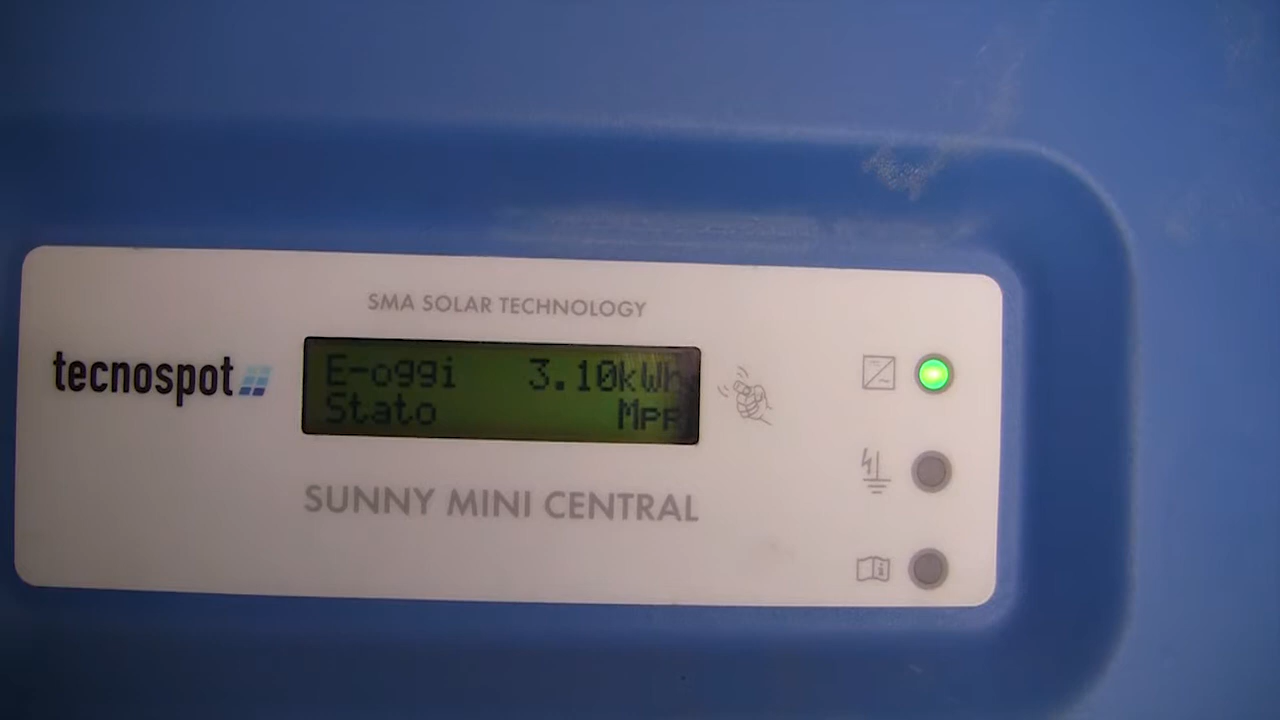 SMA SOLAR TECHNOLOGY
tecnospot
E-oggi 3.10kWh
Stato Mpp
SUNNY MINI CENTRAL